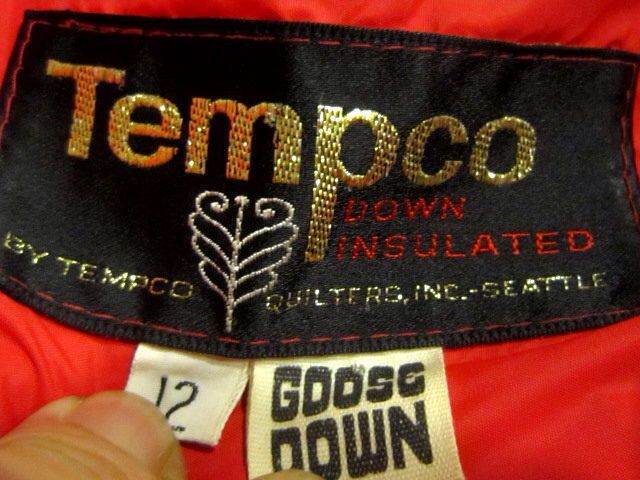 Tempco
DOWN
INSULATED
BY TEMPCO QUILTERS, INC.-SEATTLE
12
GOOSE
DOWN